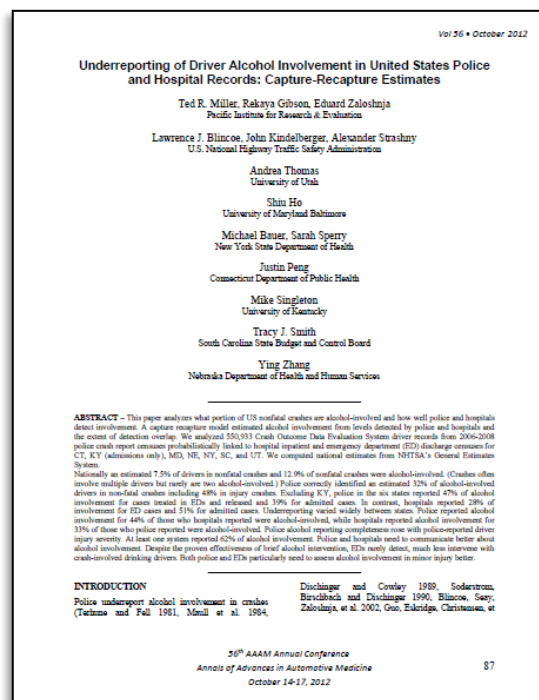 Vol 56 • October 2012
Underreporting of Driver Alcohol Involvement in United States Police
and Hospital Records: Capture-Recapture Estimates
Ted R. Miller, Rekaya Gibson, Eduard Zaloshnja
Pacific Institute for Research & Evaluation
Lawrence J. Blincoe, John Kindelberger, Alexander Strashny
U.S. National Highway Traffic Safety Administration
Andrea Thomas
University of Utah
Shiu Ho
University of Maryland Baltimore
Michael Bauer, Sarah Sperry
New York State Department of Health
Justin Peng
Connecticut Department of Public Health
Mike Singleton
University of Kentucky
Tracy J. Smith
South Carolina State Budget and Control Board
Ying Zhang
Nebraska Department of Health and Human Services
ABSTRACT – This paper analyzes what portion of US nonfatal crashes are alcohol-involved and how well police and hospitals
detect involvement. A capture recapture model estimated alcohol involvement from levels detected by police and hospitals and
the extent of detection overlap. We analyzed 550,933 Crash Outcome Data Evaluation System driver records from 2006-2008
police crash report censuses probabilistically linked to hospital inpatient and emergency department (ED) discharge censuses for
CT, KY (admissions only), MD, NE, NY, SC, and UT. We computed national estimates from NHTSA's General Estimates
System.
Nationally an estimated 7.5% of drivers in nonfatal crashes and 12.9% of nonfatal crashes were alcohol-involved. (Crashes often
involve multiple drivers but rarely are two alcohol-involved.) Police correctly identified an estimated 32% of alcohol-involved
drivers in non-fatal crashes including 48% in injury crashes. Excluding KY, police in the six states reported 47% of alcohol
involvement for cases treated in EDs and released and 39% for admitted cases. In contrast, hospitals reported 28% of
involvement for ED cases and 51% for admitted cases. Underreporting varied widely between states. Police reported alcohol
involvement for 44% of those who hospitals reported were alcohol-involved, while hospitals reported alcohol involvement for
33% of those who police reported were alcohol-involved. Police alcohol reporting completeness rose with police-reported driver
injury severity. At least one system reported 62% of alcohol involvement. Police and hospitals need to communicate better about
alcohol involvement. Despite the proven effectiveness of brief alcohol intervention, EDs rarely detect, much less intervene with
crash-involved drinking drivers. Both police and EDs particularly need to assess alcohol involvement in minor injury better.
INTRODUCTION
Police underreport alcohol involvement in crashes
(Terhune and Fell 1981, Maull et al. 1984,
Dischinger and Cowley 1989, Soderstrom,
Birschbach and Dischinger 1990, Blincoe, Seay,
Zaloshnja, et al. 2002, Guo, Eskridge, Christensen, et
56th AAAM Annual Conference
Annals of Advances in Automotive Medicine
October 14-17, 2012
87